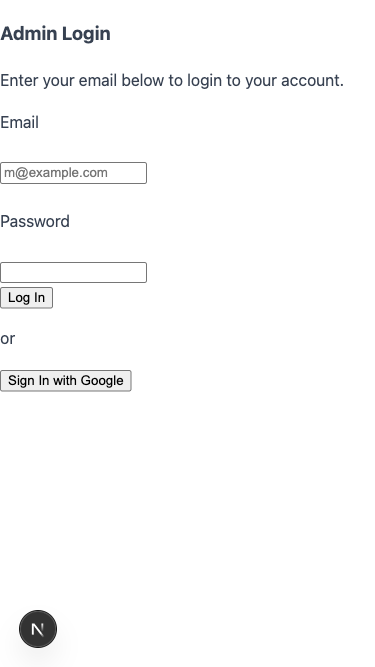 Admin Login
Enter your email below to login to your account.
Email
m@example.com
Password
Log In
or
Sign In with Google
N